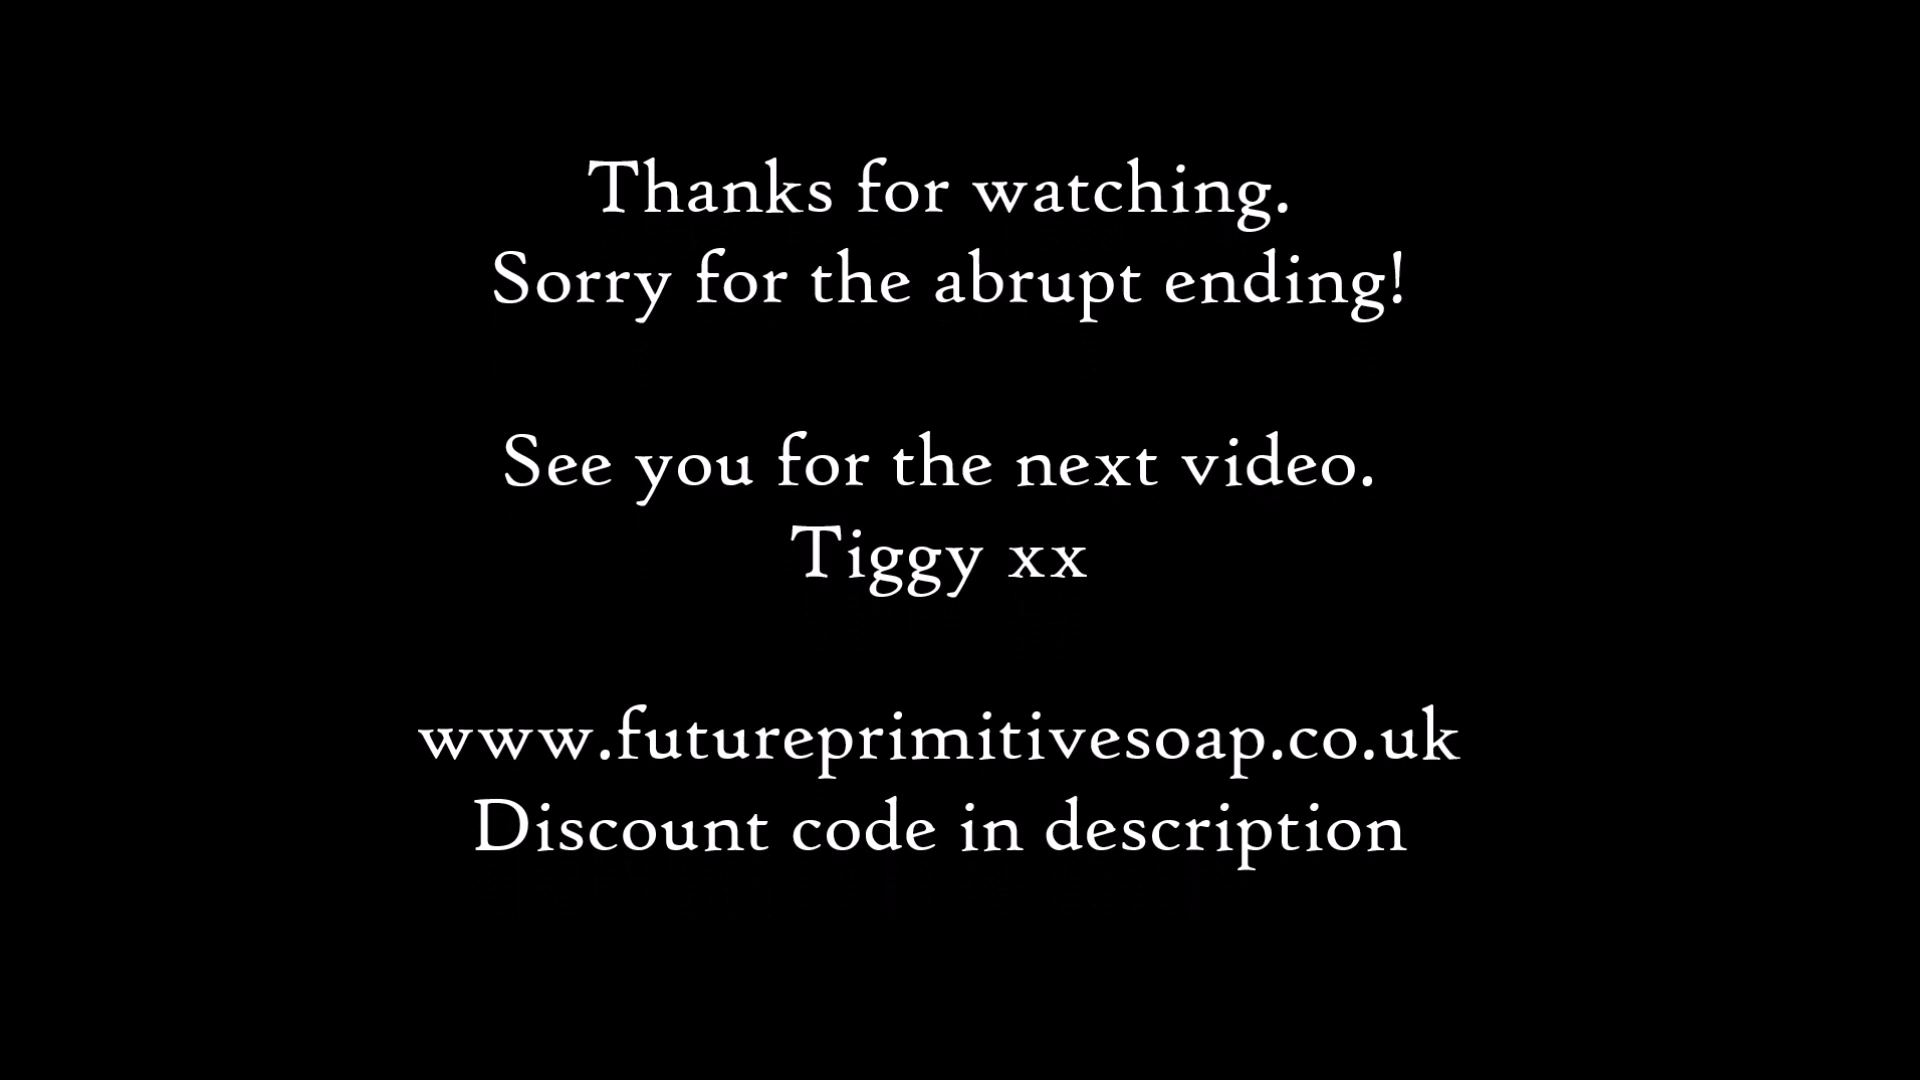 Thanks for watching.
Sorry for the abrupt ending!
See you for the next video.
Tiggy xx
www.futureprimitivesoap.co.uk
Discount code in description